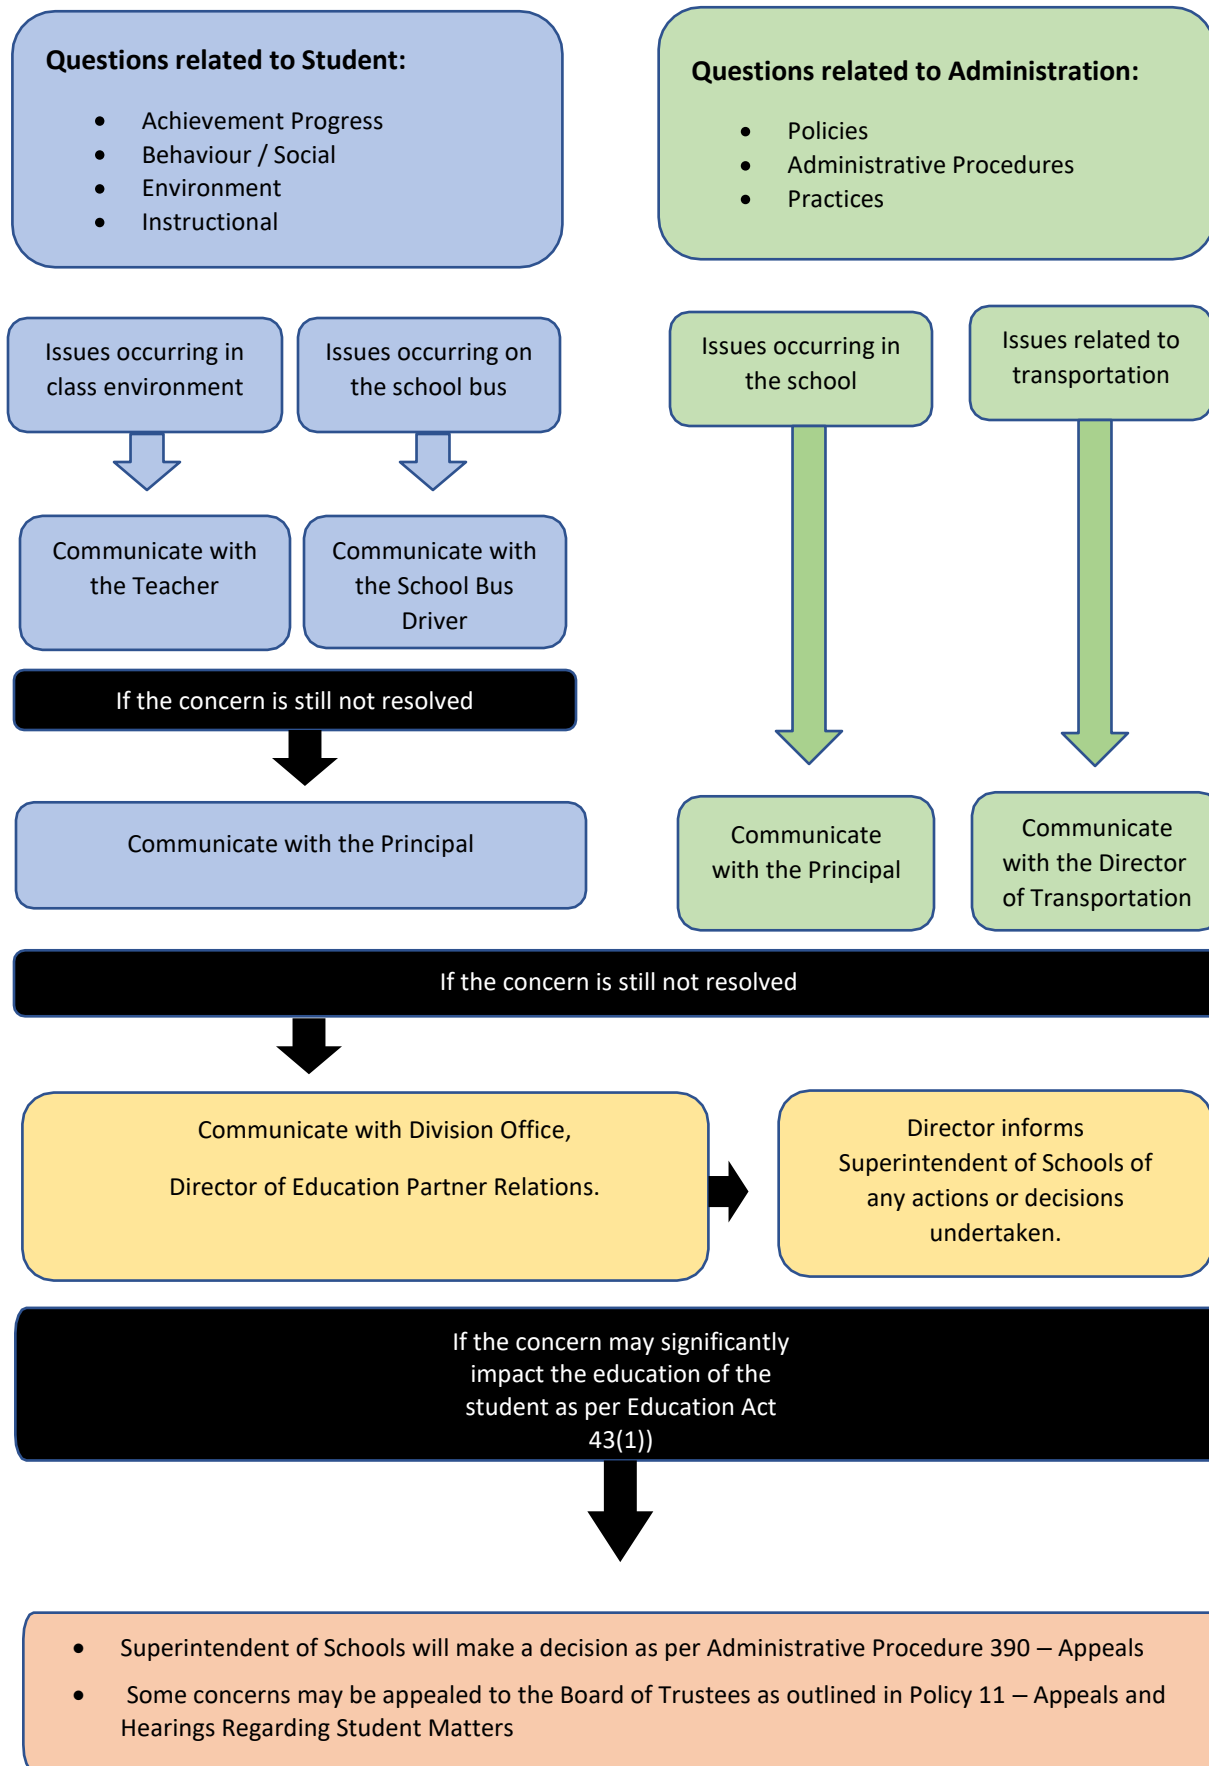 Questions related to Student:
• Achievement Progress
• Behaviour / Social
• Environment
• Instructional
Questions related to Administration:
• Policies
• Administrative Procedures
• Practices
Issues occurring in
class environment
Issues occurring on
the school bus
Issues occurring in
the school
Issues related to
transportation
Communicate with
the Teacher
Communicate with
the School Bus
Driver
If the concern is still not resolved
Communicate with the Principal
Communicate
with the Principal
Communicate
with the Director
of Transportation
If the concern is still not resolved
Communicate with Division Office,
Director of Education Partner Relations.
Director informs
Superintendent of Schools of
any actions or decisions
undertaken.
If the concern may significantly
impact the education of the
student as per Education Act
43(1))
• Superintendent of Schools will make a decision as per Administrative Procedure 390 – Appeals
• Some concerns may be appealed to the Board of Trustees as outlined in Policy 11 – Appeals and
Hearings Regarding Student Matters